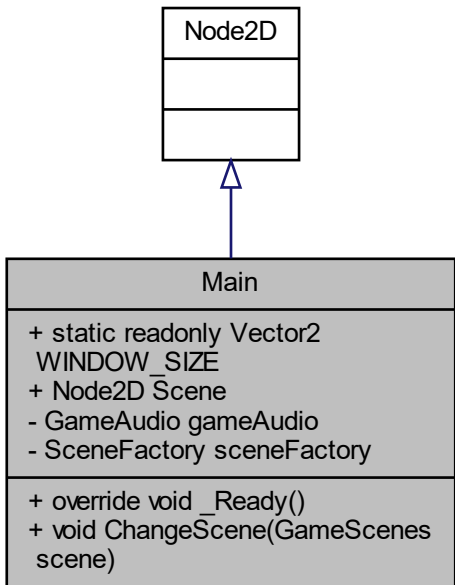 Node2D
Main
+ static readonly Vector2
WINDOW_SIZE
+ Node2D Scene
- GameAudio gameAudio
- SceneFactory sceneFactory
+ override void _Ready()
+ void ChangeScene(GameScenes
scene)